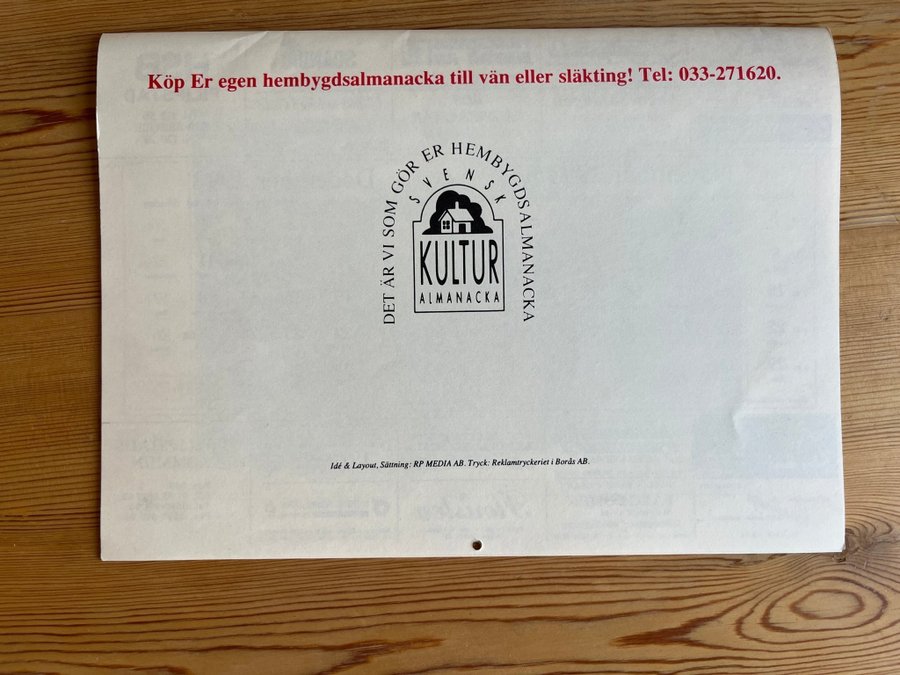 Köp Er egen hembygdsalmanacka till vän eller släkting! Tel: 033-271620.
DET ÄR VI SOM GÖR ER HEMBYGDSALMANACKA
SVENSK
KULTUR
ALMANACKA
Idé & Layout, Sättning: RP MEDIA AB. Tryck: Reklamtryckeriet i Borås AB.